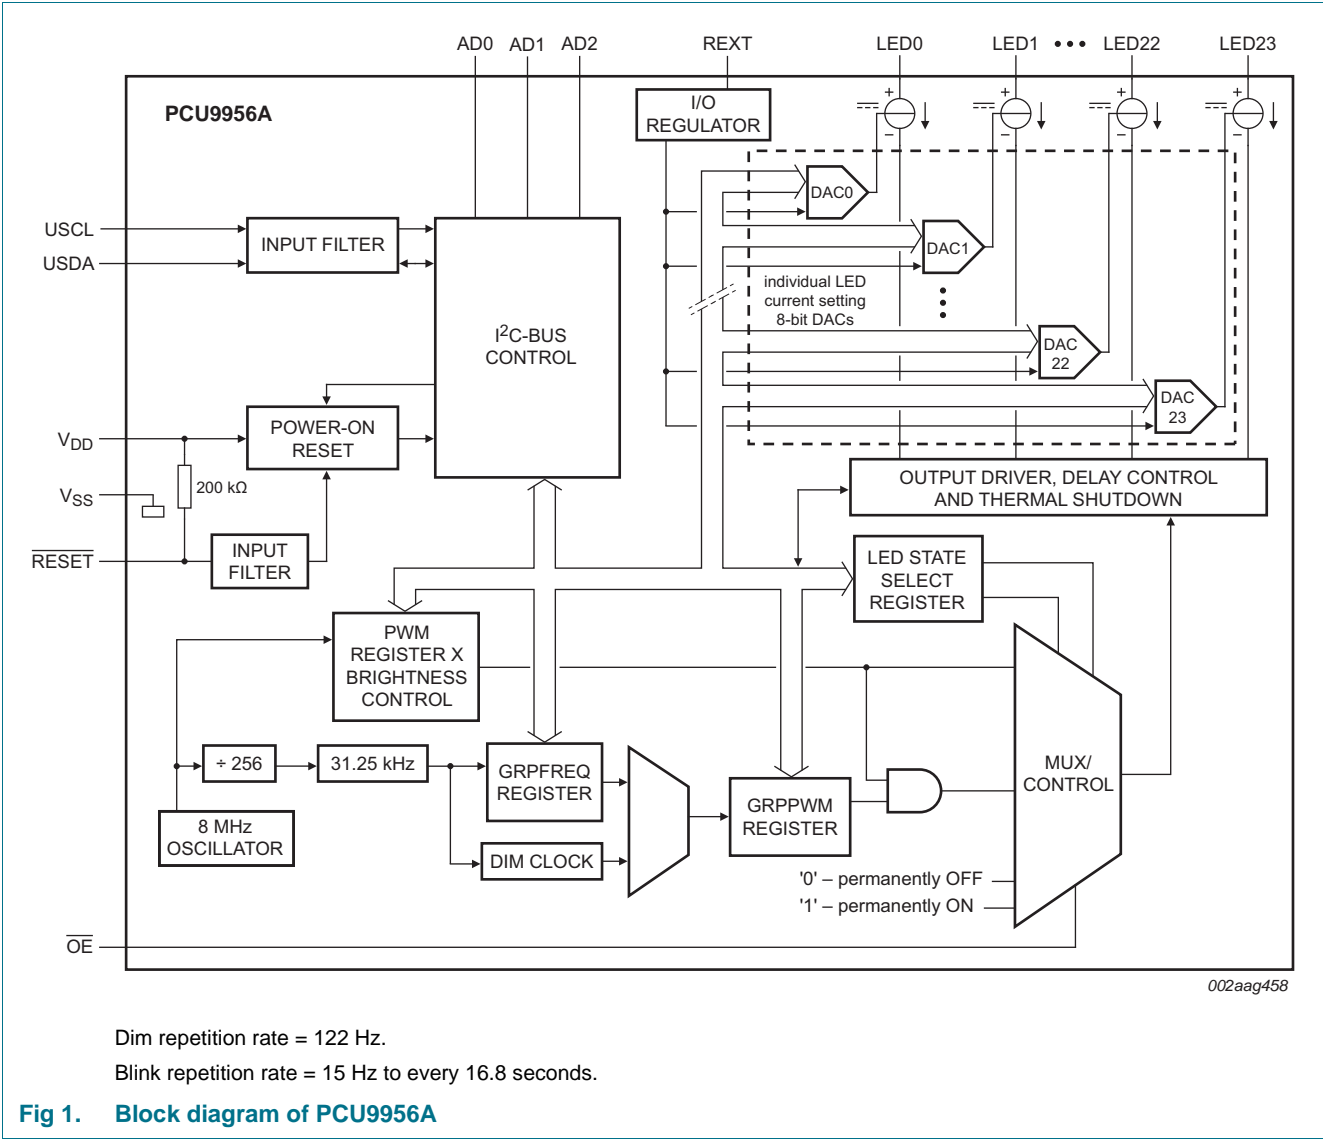 AD0 AD1 AD2 REXT LED0 LED1 ••• LED22 LED23
PCU9956A
I/O
REGULATOR
+ + + +
– – – –
DAC0
USCL
USDA
INPUT FILTER
DAC1
individual LED
current setting
8-bit DACs
I²C-BUS
CONTROL
DAC
22
DAC
23
VDD
POWER-ON
RESET
200 kΩ
VSS
OUTPUT DRIVER, DELAY CONTROL
AND THERMAL SHUTDOWN
RESET
INPUT
FILTER
LED STATE
SELECT
REGISTER
PWM
REGISTER X
BRIGHTNESS
CONTROL
÷ 256
31.25 kHz
GRPFREQ
REGISTER
MUX/
CONTROL
8 MHz
OSCILLATOR
DIM CLOCK
GRPPWM
REGISTER
'0' – permanently OFF
'1' – permanently ON
OE
002aag458
Dim repetition rate = 122 Hz.
Blink repetition rate = 15 Hz to every 16.8 seconds.
Fig 1. Block diagram of PCU9956A